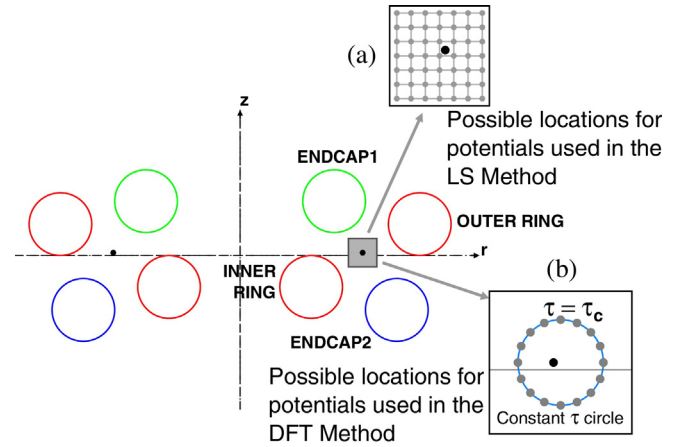 (a)
z
Possible locations for
potentials used in the
LS Method
ENDCAP1
OUTER RING
r
INNER
RING
(b)
ENDCAP2
τ = τc
Constant τ circle
Possible locations for
potentials used in the
DFT Method